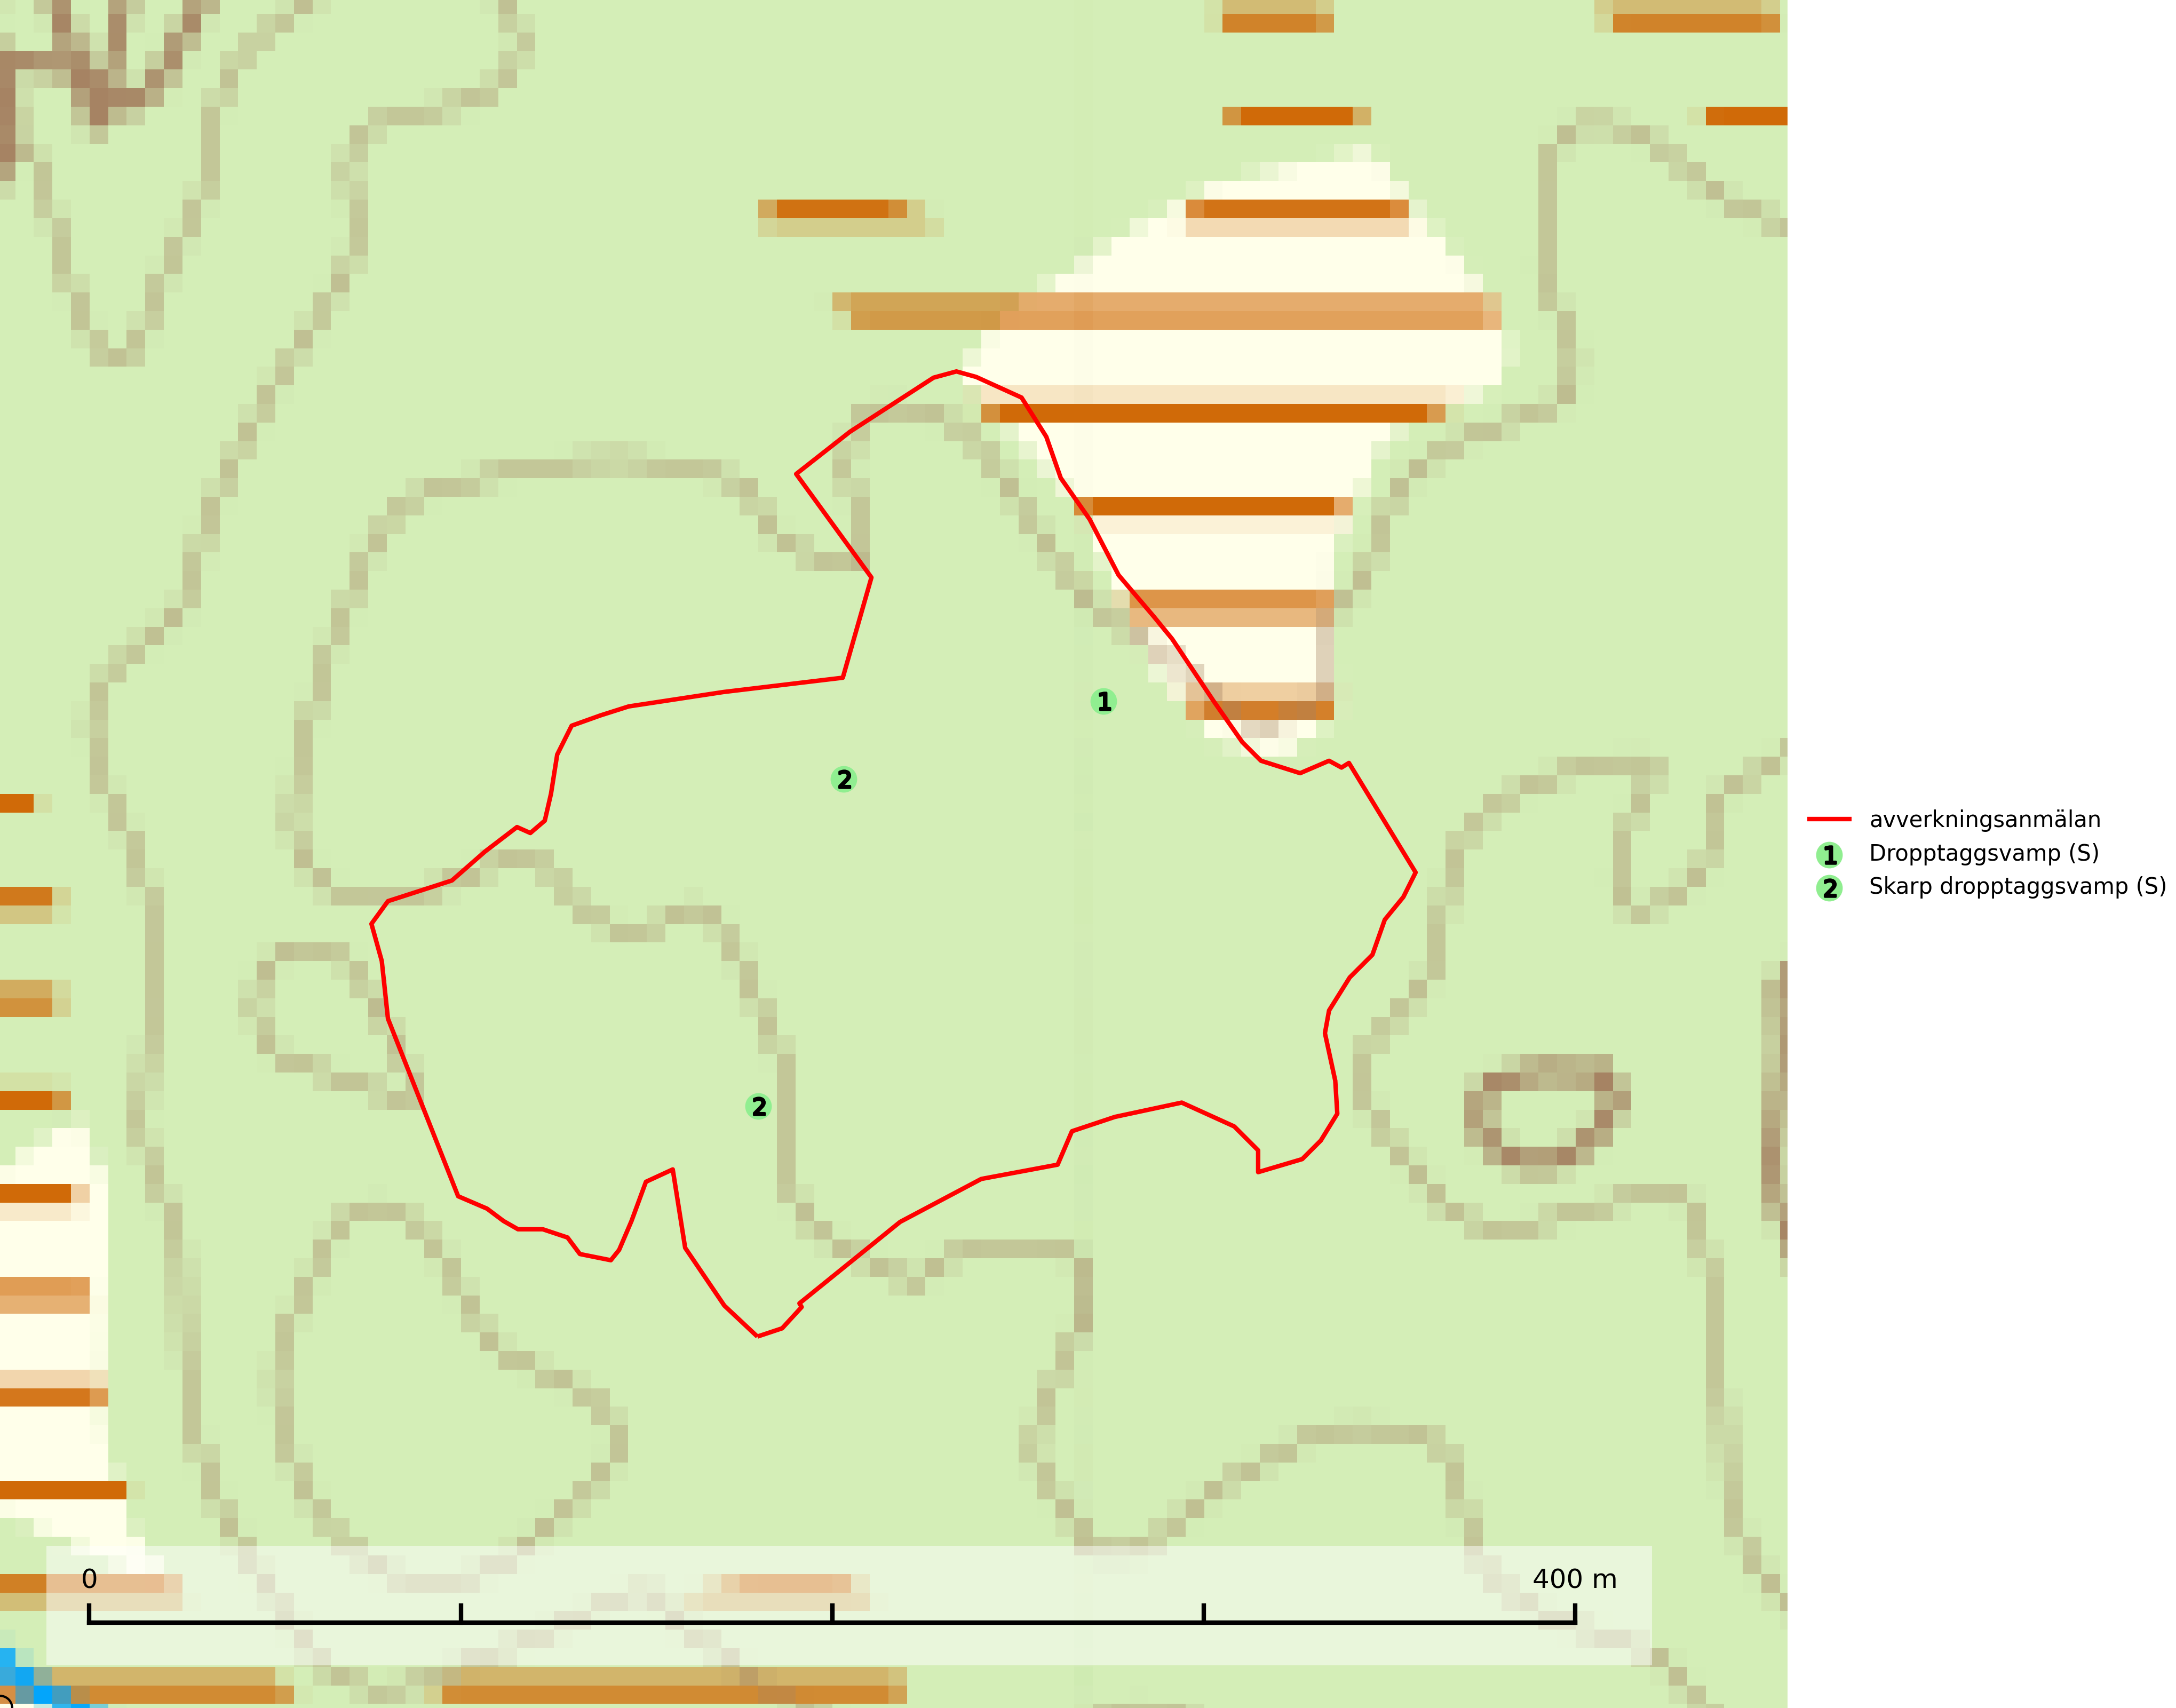 1
2
2
avverkningsanmälan
1 Dropptaggsvamp (S)
2 Skarp dropptaggsvamp (S)
0 400 m